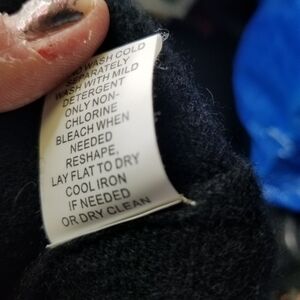 WASH COLD
SEPARATELY
WASH WITH MILD
DETERGENT
ONLY NON-
CHLORINE
BLEACH WHEN
NEEDED
RESHAPE,
LAY FLAT TO DRY
COOL IRON
IF NEEDED
OR DRY CLEAN